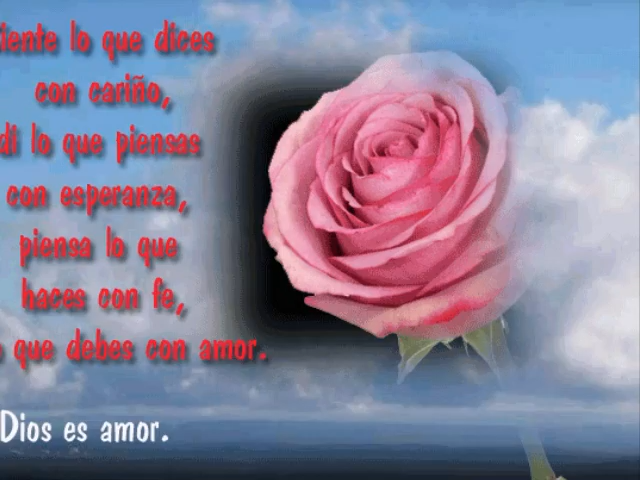 iente lo que dices
con cariño,
di lo que piensas
con esperanza,
piensa lo que
haces con fe,
que debes con amor.
Dios es amor.